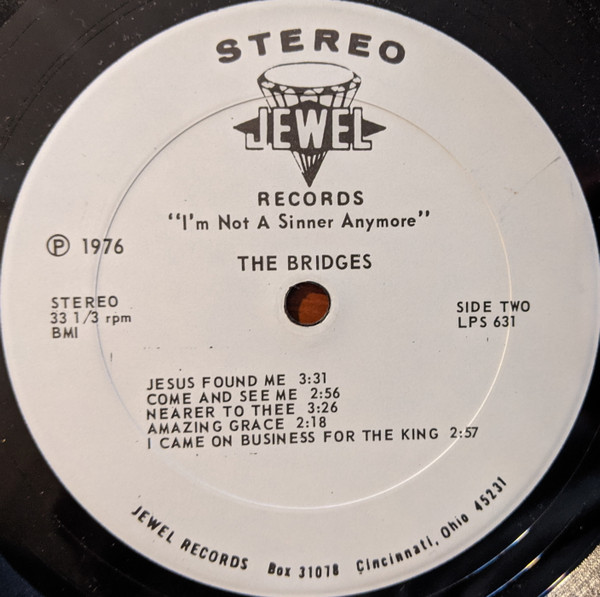 STEREO
JEWEL
RECORDS
"I'm Not A Sinner Anymore"
Ⓟ 1976
THE BRIDGES
STEREO
33 1/3 rpm
BMI
SIDE TWO
LPS 631
JESUS FOUND ME 3:31
COME AND SEE ME 2:56
NEARER TO THEE 3:26
AMAZING GRACE 2:18
I CAME ON BUSINESS FOR THE KING 2:57
JEWEL RECORDS Box 31078 Cincinnati, Ohio 45231